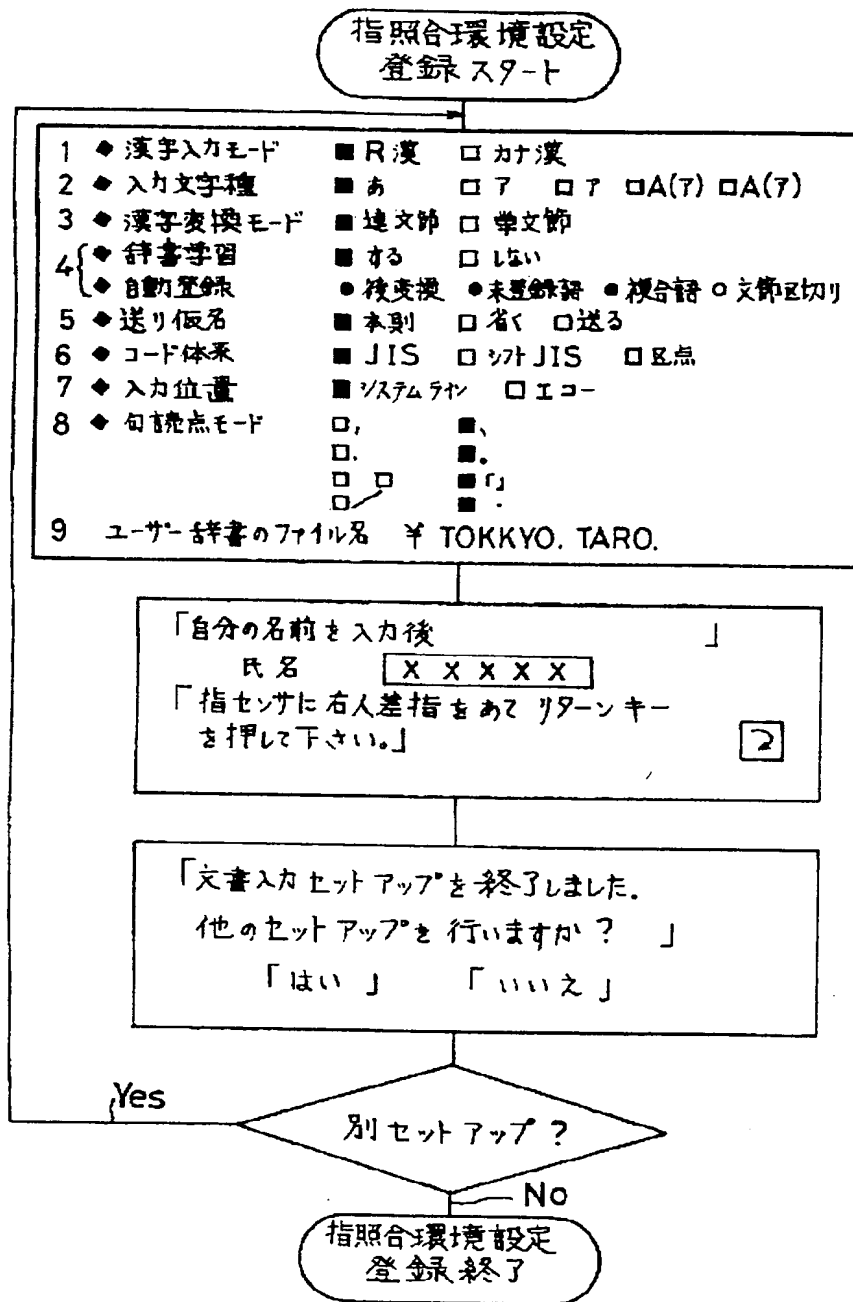 指照合環境設定
登録スタート
1 ◆ 漢字入力モード ■ R漢 □ カナ漢
2 ◆ 入力文字種 ■ あ □ ア □ ア □A(ア) □A(ア)
3 ◆ 漢字変換モード ■ 連文節 □ 単文節
4 ◆ 辞書学習 ■ する □ しない
◆ 自動登録 ● 後変換 ● 未登録語 ● 複合語 ○ 文節区切り
5 ◆ 送り仮名 ■ 本則 □ 省く □ 送る
6 ◆ コード体系 ■ JIS □ シフトJIS □ 区点
7 ◆ 入力位置 ■ システムライン □ エコー
8 ◆ 句読点モード □, ■、
□. ■。
□ □ ■「」
□／ ■・
9 ユーザー辞書のファイル名 ¥ TOKKYO. TARO.
「自分の名前を入力後 」
氏名 X X X X X
「指センサに右人差指をあてリターンキー
を押して下さい。」
「文書入力セットアップを終了しました.
他のセットアップを行いますか? 」
「はい」 「いいえ」
Yes
別セットアップ?
No
指照合環境設定
登録終了